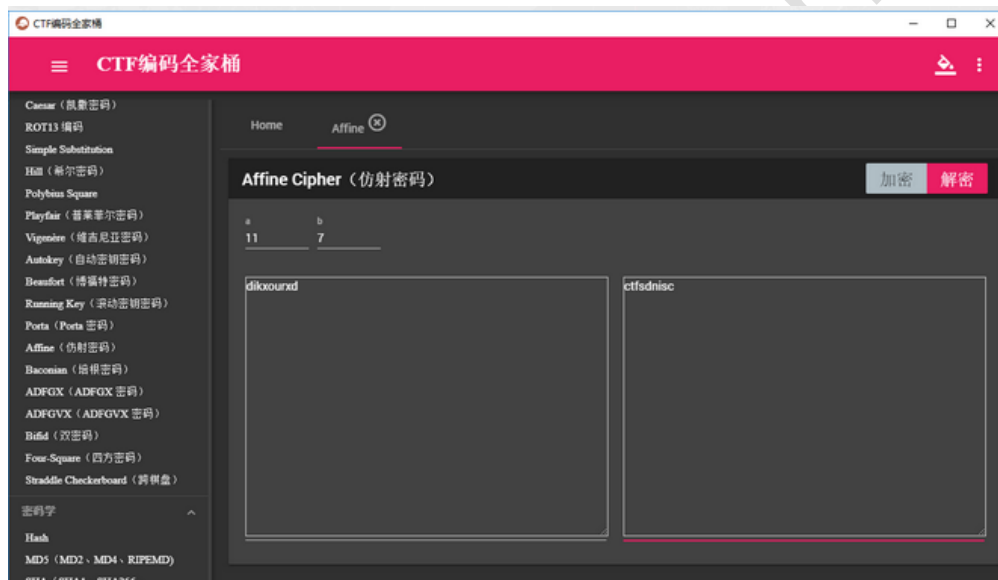 CTF编码全家桶
CTF编码全家桶
Caesar（凯撒密码）
ROT13 编码
Simple Substitution
Hill（希尔密码）
Polybius Square
Playfair（普莱菲尔密码）
Vigenère（维吉尼亚密码）
Autokey（自动密钥密码）
Beaufort（博福特密码）
Running Key（滚动密钥密码）
Porta（Porta 密码）
Affine（仿射密码）
Baconian（培根密码）
ADFGX（ADFGX 密码）
ADFGVX（ADFGVX 密码）
Bifid（双密码）
Four-Square（四方密码）
Straddle Checkerboard（跨棋盘）
密码学
Hash
MD5（MD2、MD4、RIPEMD)
Home
Affine
Affine Cipher（仿射密码）
加密
解密
a
b
11
7
dikxourxd
ctfsdnisc